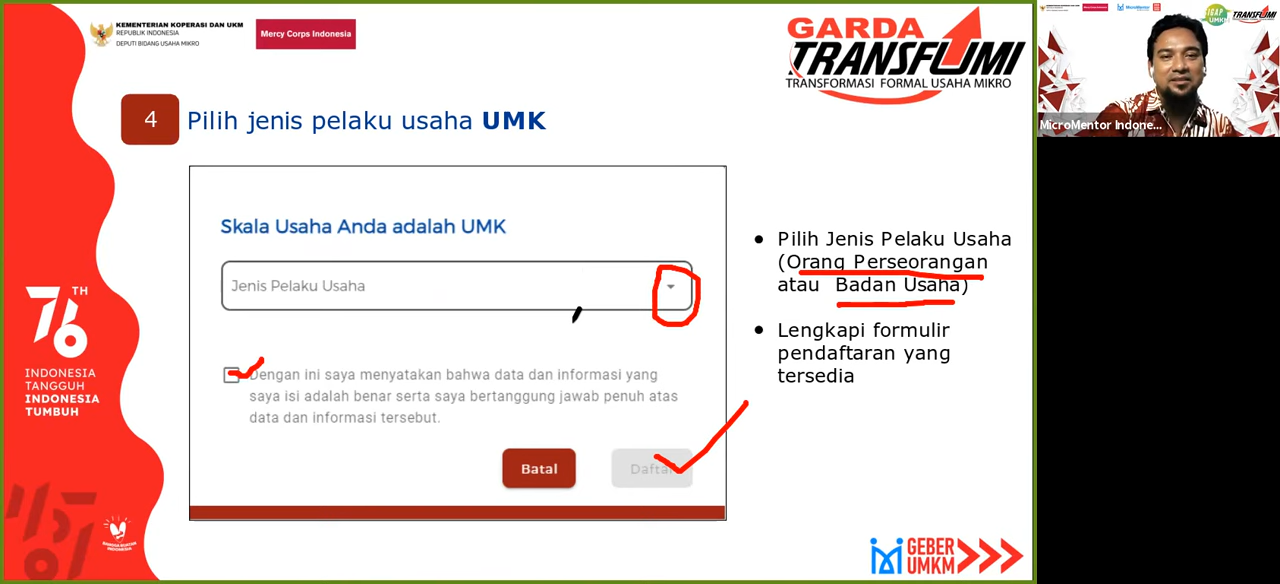 KEMENTERIAN KOPERASI DAN UKM
REPUBLIK INDONESIA
DEPUTI BIDANG USAHA MIKRO
Mercy Corps Indonesia
GARDA
TRANSFUMI
TRANSFORMASI FORMAL USAHA MIKRO
4
Pilih jenis pelaku usaha UMK
Skala Usaha Anda adalah UMK
Jenis Pelaku Usaha
Dengan ini saya menyatakan bahwa data dan informasi yang
saya isi adalah benar serta saya bertanggung jawab penuh atas
data dan informasi tersebut.
Batal
Daftar
• Pilih Jenis Pelaku Usaha
(Orang Perseorangan
atau Badan Usaha)
• Lengkapi formulir
pendaftaran yang
tersedia
76 TH
INDONESIA
TANGGUH
INDONESIA
TUMBUH
GEBER
UMKM
TRANSFUMI
MicroMentor Indone...